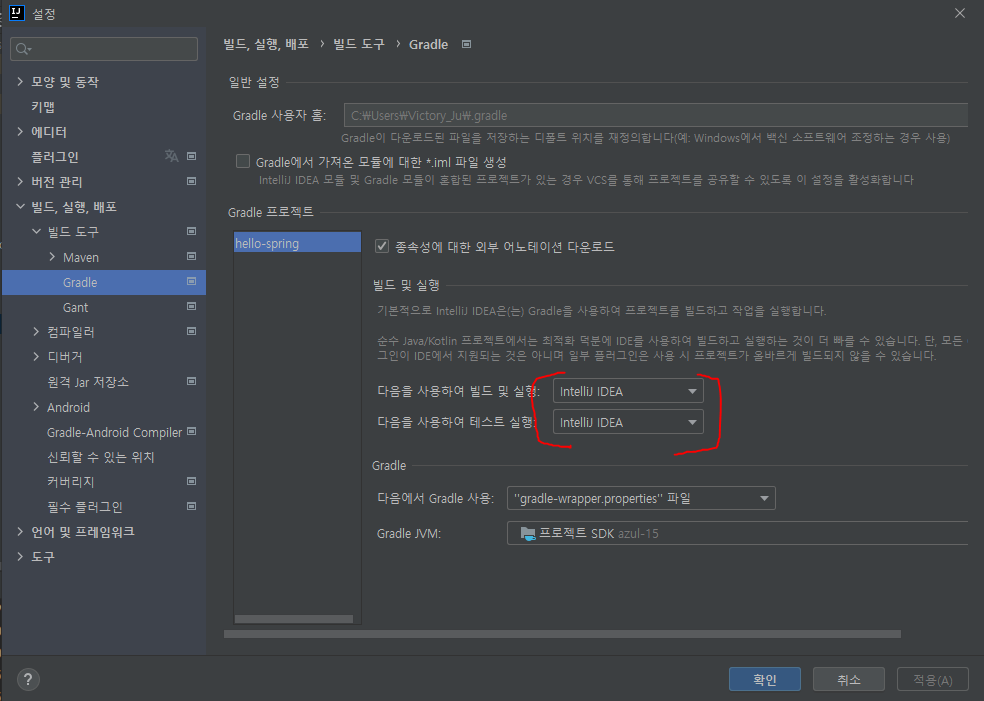 IJ 설정
빌드, 실행, 배포 › 빌드 도구 › Gradle
모양 및 동작
키맵
에디터
플러그인
버전 관리
빌드, 실행, 배포
빌드 도구
Maven
Gradle
Gant
컴파일러
디버거
원격 Jar 저장소
Android
Gradle-Android Compiler
신뢰할 수 있는 위치
커버리지
필수 플러그인
언어 및 프레임워크
도구
일반 설정
Gradle 사용자 홈: C:₩Users₩Victory_Ju₩.gradle
Gradle이 다운로드된 파일을 저장하는 디폴트 위치를 재정의합니다(예: Windows에서 백신 소프트웨어 조정하는 경우 사용)
Gradle에서 가져온 모듈에 대한 *.iml 파일 생성
IntelliJ IDEA 모듈 및 Gradle 모듈이 혼합된 프로젝트가 있는 경우 VCS를 통해 프로젝트를 공유할 수 있도록 이 설정을 활성화합니다
Gradle 프로젝트
hello-spring
종속성에 대한 외부 어노테이션 다운로드
빌드 및 실행
기본적으로 IntelliJ IDEA은(는) Gradle을 사용하여 프로젝트를 빌드하고 작업을 실행합니다.
순수 Java/Kotlin 프로젝트에서는 최적화 덕분에 IDE를 사용하여 빌드하고 실행하는 것이 더 빠를 수 있습니다. 단, 모든
그인이 IDE에서 지원되는 것은 아니며 일부 플러그인은 사용 시 프로젝트가 올바르게 빌드되지 않을 수 있습니다.
다음을 사용하여 빌드 및 실행: IntelliJ IDEA
다음을 사용하여 테스트 실행: IntelliJ IDEA
Gradle
다음에서 Gradle 사용: "gradle-wrapper.properties" 파일
Gradle JVM: 프로젝트 SDK azul-15
?
확인
취소
적용(A)